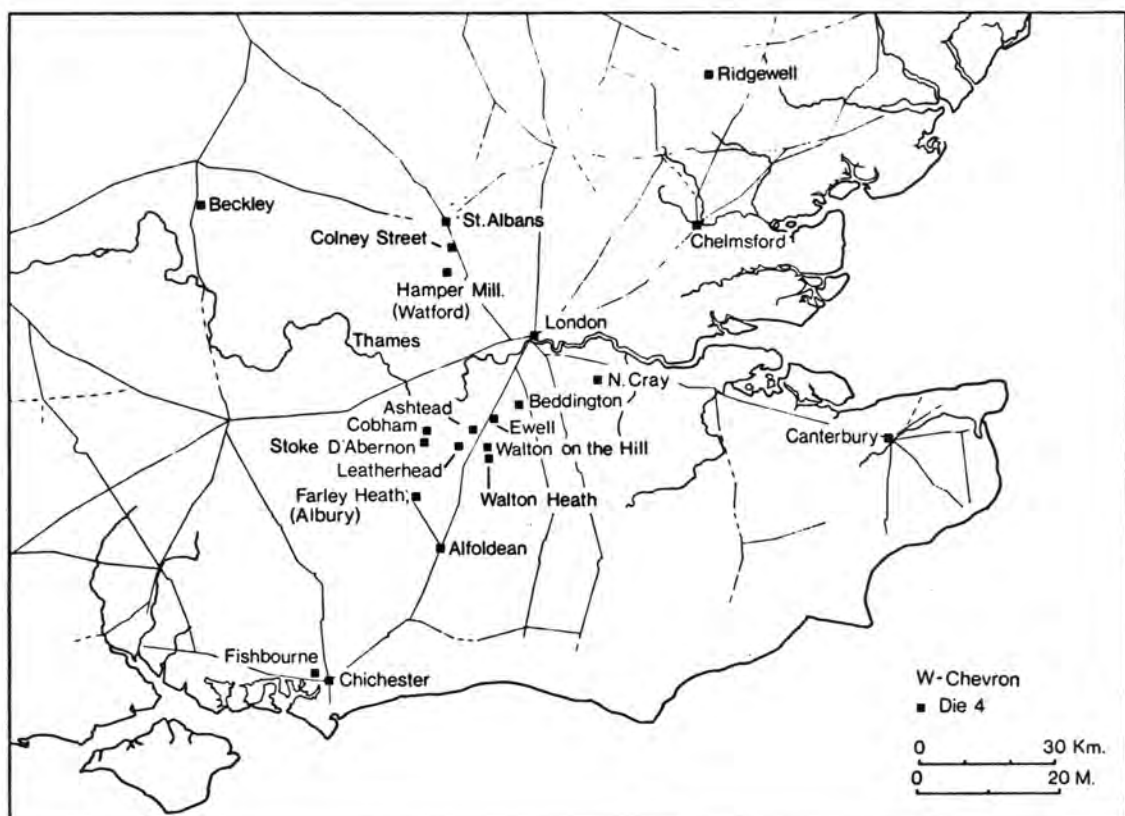 Ridgewell
Beckley
St. Albans
Colney Street
Chelmsford
Hamper Mill.
(Watford)
London
Thames
N. Cray
Ashtead
Beddington
Cobham
Ewell
Stoke D'Abernon
Walton on the Hill
Canterbury
Leatherhead
Walton Heath
Farley Heath,
(Albury)
Alfoldean
Fishbourne
Chichester
W-Chevron
■ Die 4
0 30 Km.
0 20 M.